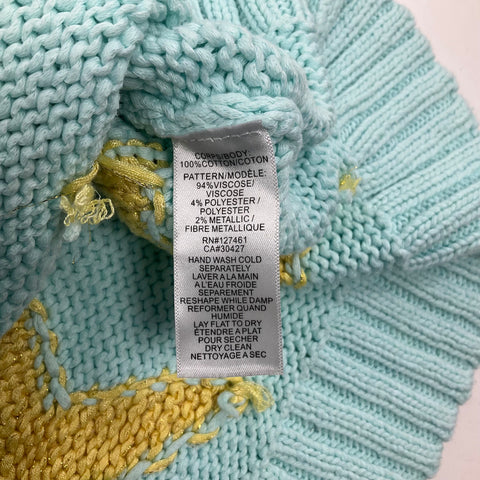 CORPS/BODY:
100%COTTON/COTON
PATTERN/MODÈLE:
94%VISCOSE/
VISCOSE
4% POLYESTER /
POLYESTER
2% METALLIC /
FIBRE METALLIQUE
RN#127461
CA#30427
HAND WASH COLD
SEPARATELY
LAVER A LA MAIN
A L'EAU FROIDE
SEPAREMENT
RESHAPE WHILE DAMP
REFORMER QUAND
HUMIDE
LAY FLAT TO DRY
ÉTENDRE A PLAT
POUR SECHER
DRY CLEAN
NETTOYAGE A SEC